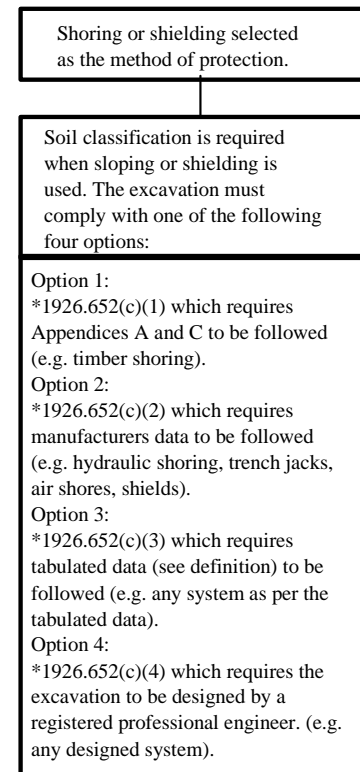 Shoring or shielding selected
as the method of protection.
Soil classification is required
when sloping or shielding is
used. The excavation must
comply with one of the following
four options:
Option 1:
*1926.652(c)(1) which requires
Appendices A and C to be followed
(e.g. timber shoring).
Option 2:
*1926.652(c)(2) which requires
manufacturers data to be followed
(e.g. hydraulic shoring, trench jacks,
air shores, shields).
Option 3:
*1926.652(c)(3) which requires
tabulated data (see definition) to be
followed (e.g. any system as per the
tabulated data).
Option 4:
*1926.652(c)(4) which requires the
excavation to be designed by a
registered professional engineer. (e.g.
any designed system).